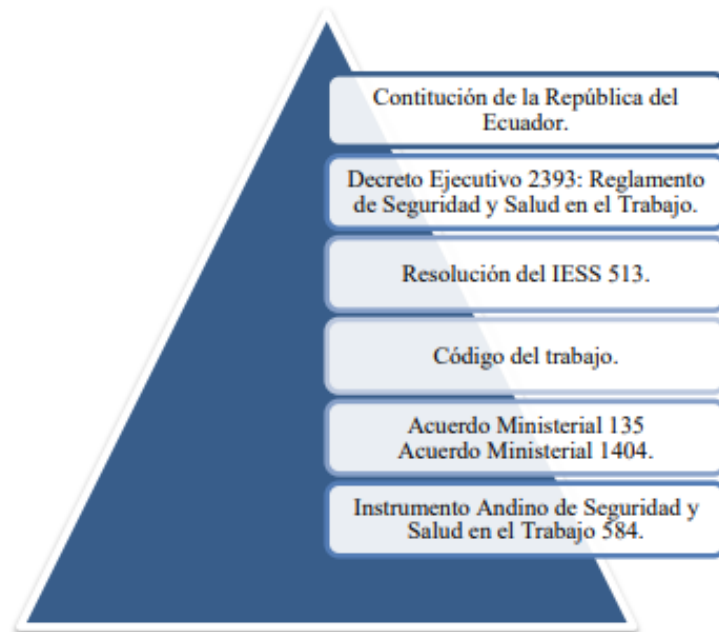 Contitución de la República del
Ecuador.
Decreto Ejecutivo 2393: Reglamento
de Seguridad y Salud en el Trabajo.
Resolución del IESS 513.
Código del trabajo.
Acuerdo Ministerial 135
Acuerdo Ministerial 1404.
Instrumento Andino de Seguridad y
Salud en el Trabajo 584.